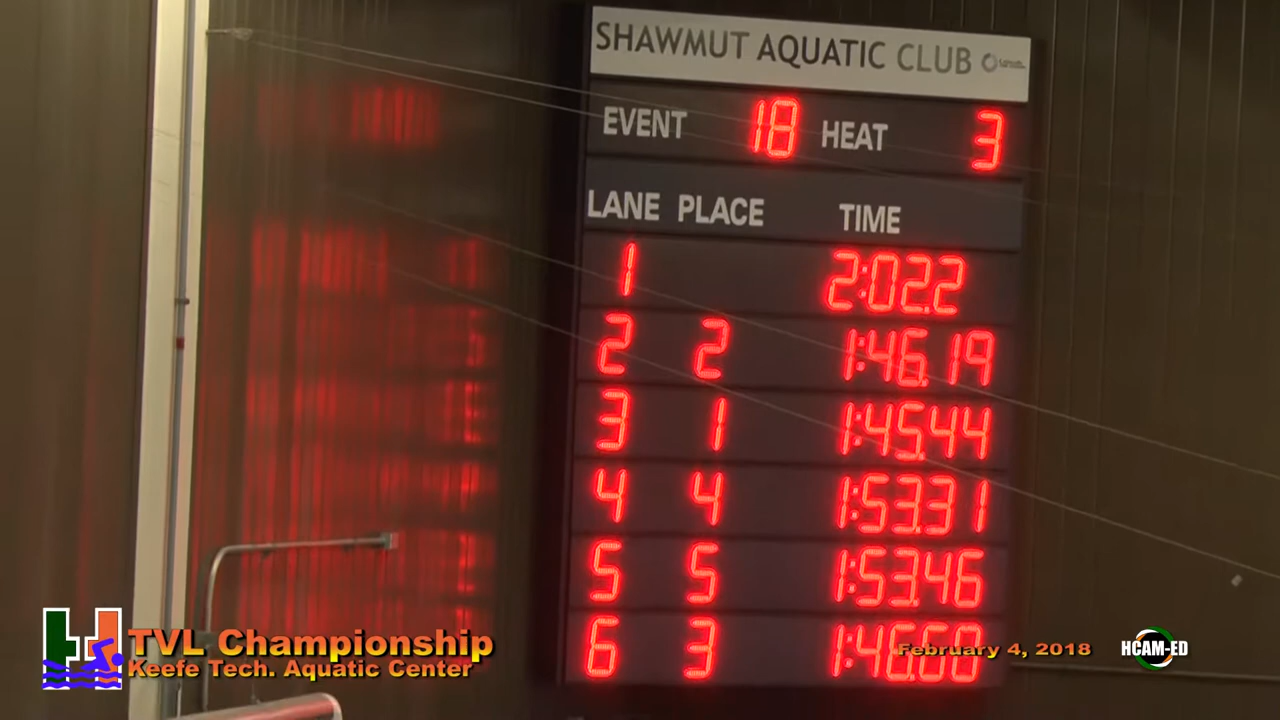 SHAWMUT AQUATIC CLUB
EVENT 18 HEAT 3
LANE PLACE TIME
1 2:02.2
2 2 1:46.19
3 1 1:45.44
4 4 1:53.31
5 5 1:53.46
6 3 1:46.60
TVL Championship
Keefe Tech. Aquatic Center
February 4, 2018
HCAM-ED